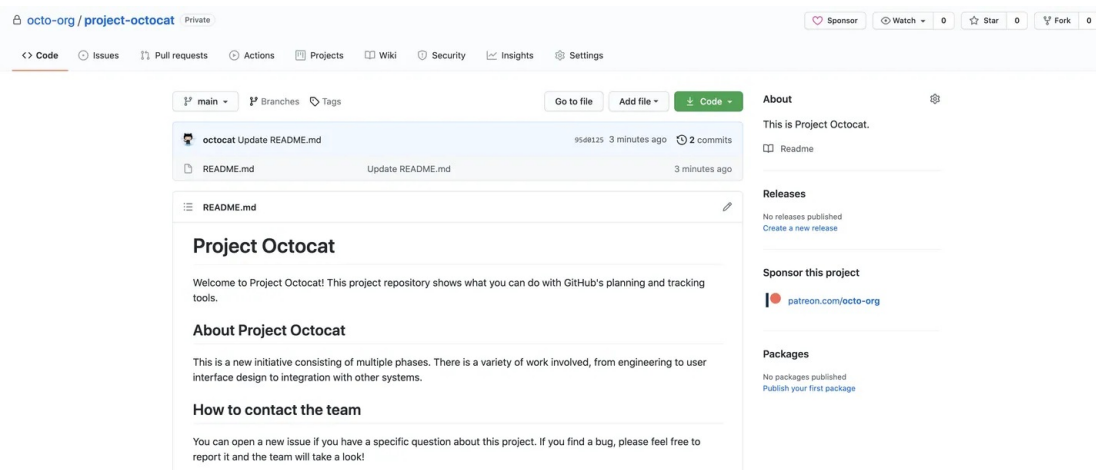 octo-org / project-octocat Private
Sponsor Watch 0 Star 0 Fork 0
Code Issues Pull requests Actions Projects Wiki Security Insights Settings
main Branches Tags Go to file Add file Code
octocat Update README.md 95d0125 3 minutes ago 2 commits
README.md Update README.md 3 minutes ago
README.md
Project Octocat
Welcome to Project Octocat! This project repository shows what you can do with GitHub's planning and tracking
tools.
About Project Octocat
This is a new initiative consisting of multiple phases. There is a variety of work involved, from engineering to user
interface design to integration with other systems.
How to contact the team
You can open a new issue if you have a specific question about this project. If you find a bug, please feel free to
report it and the team will take a look!
About
This is Project Octocat.
Readme
Releases
No releases published
Create a new release
Sponsor this project
patreon.com/octo-org
Packages
No packages published
Publish your first package